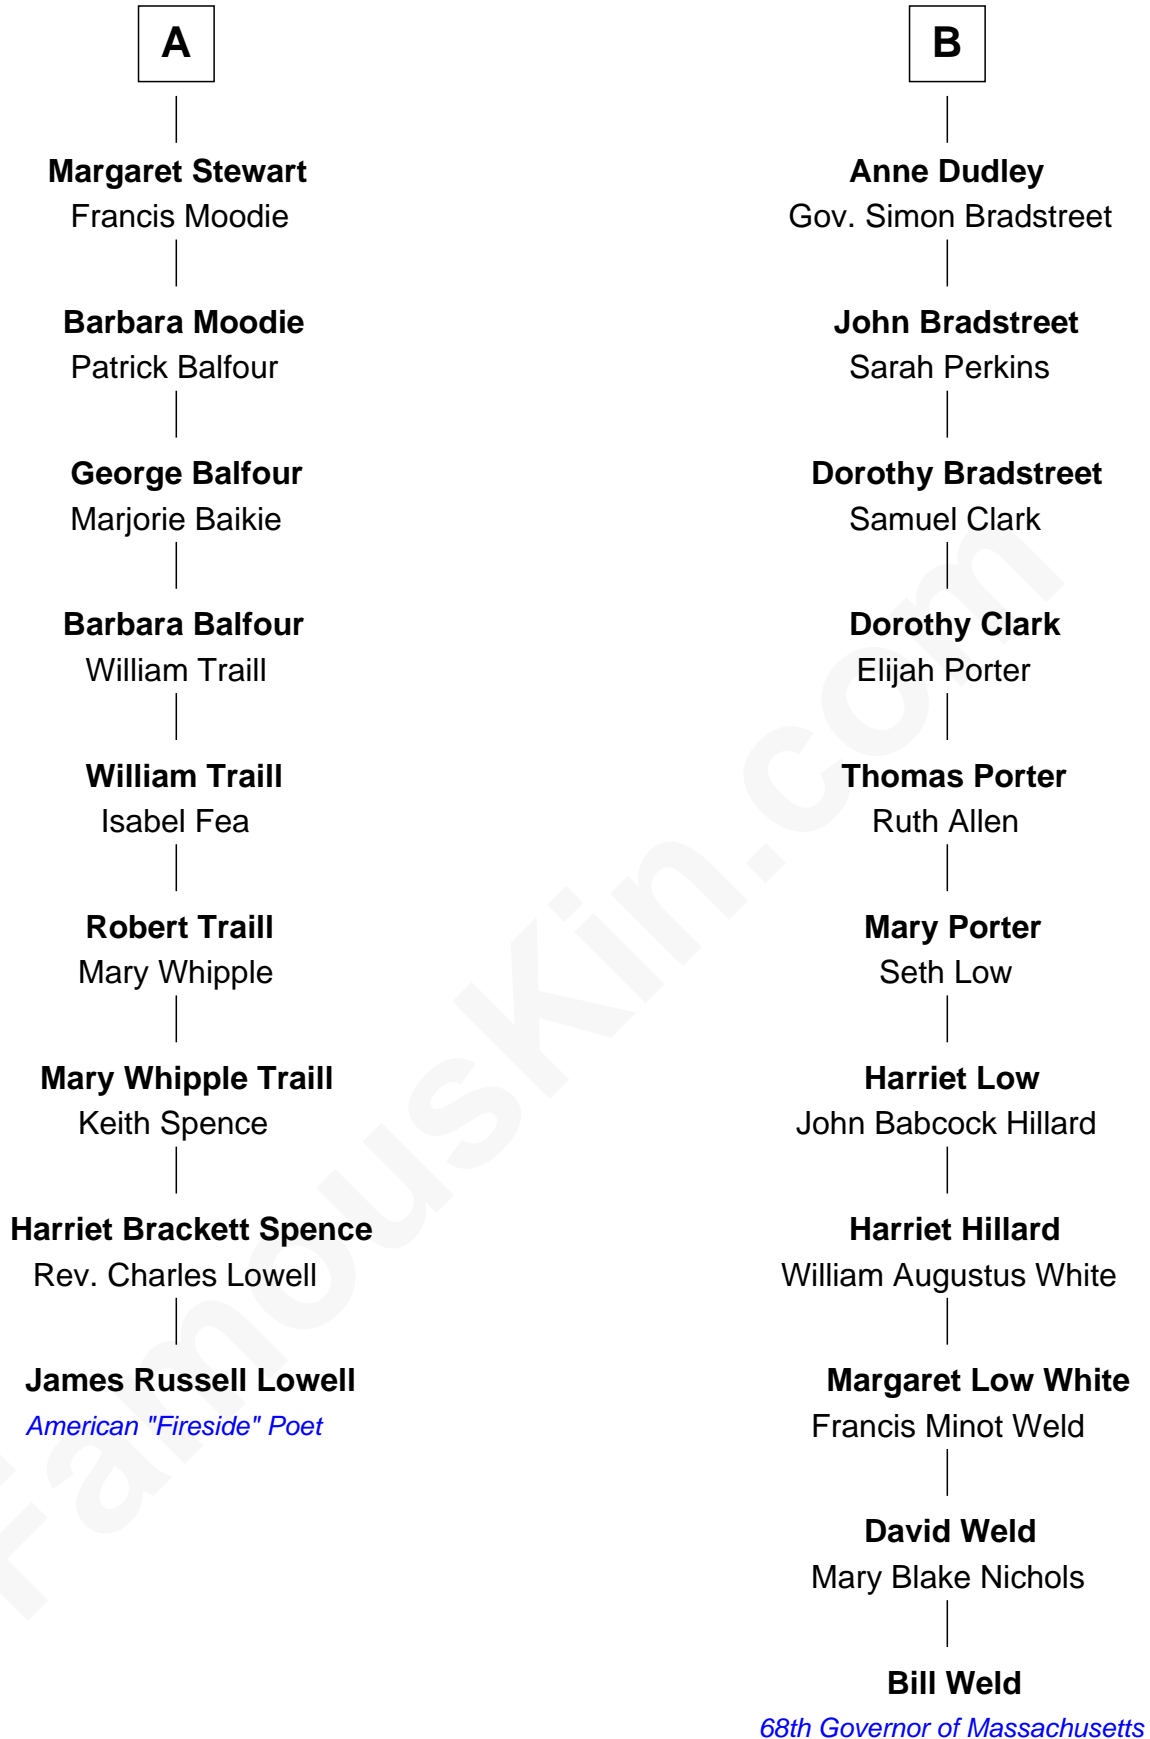 A
Margaret Stewart
Francis Moodie
Barbara Moodie
Patrick Balfour
George Balfour
Marjorie Baikie
Barbara Balfour
William Traill
William Traill
Isabel Fea
Robert Traill
Mary Whipple
Mary Whipple Traill
Keith Spence
Harriet Brackett Spence
Rev. Charles Lowell
James Russell Lowell
American "Fireside" Poet
B
Anne Dudley
Gov. Simon Bradstreet
John Bradstreet
Sarah Perkins
Dorothy Bradstreet
Samuel Clark
Dorothy Clark
Elijah Porter
Thomas Porter
Ruth Allen
Mary Porter
Seth Low
Harriet Low
John Babcock Hillard
Harriet Hillard
William Augustus White
Margaret Low White
Francis Minot Weld
David Weld
Mary Blake Nichols
Bill Weld
68th Governor of Massachusetts
FamousKin.com